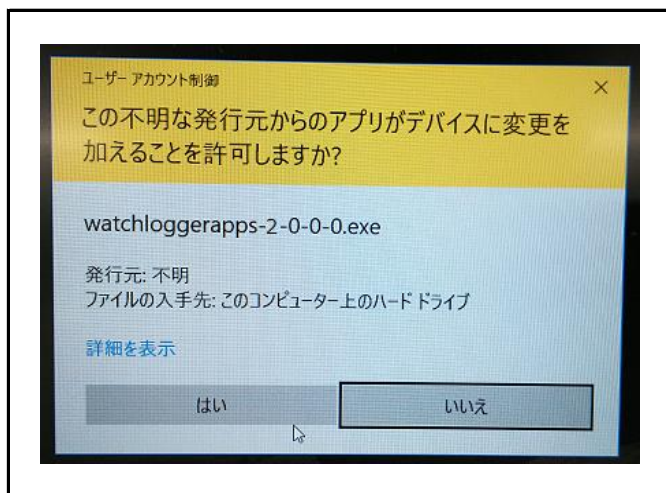 ユーザー アカウント制御
この不明な発行元からのアプリがデバイスに変更を
加えることを許可しますか?
watchloggerapps-2-0-0-0.exe
発行元: 不明
ファイルの入手先: このコンピューター上のハード ドライブ
詳細を表示
はい
いいえ